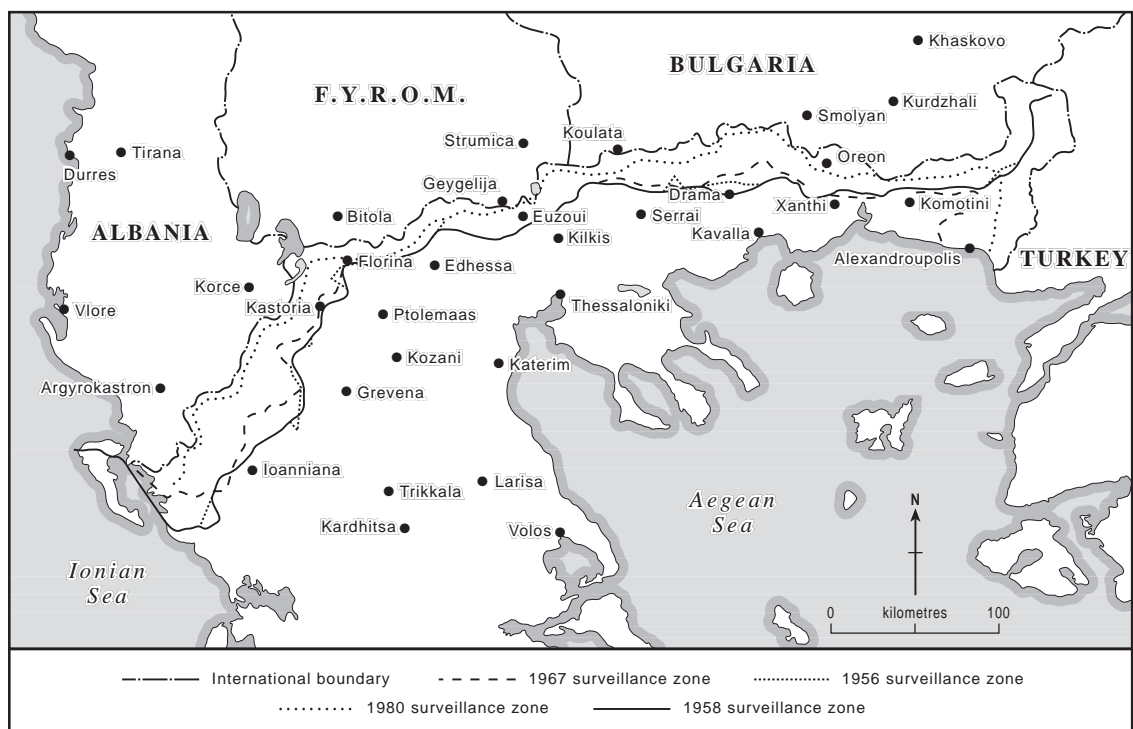 Khaskovo
BULGARIA
F.Y.R.O.M.
Kurdzhali
Smolyan
Strumica
Koulata
Tirana
Oreon
Durres
Geygelija
Drama
Bitola
Euzoui
Serrai
Xanthi
Komotini
ALBANIA
Kilkis
Kavalla
Florina
Edhessa
Alexandroupolis
TURKEY
Korce
Kastoria
Thessaloniki
Vlore
Ptolemaas
Kozani
Katerim
Argyrokastron
Grevena
Ioanniana
Larisa
Trikkala
Aegean
Sea
N
Kardhitsa
Volos
Ionian
Sea
0 kilometres 100
International boundary
1967 surveillance zone
1956 surveillance zone
1980 surveillance zone
1958 surveillance zone